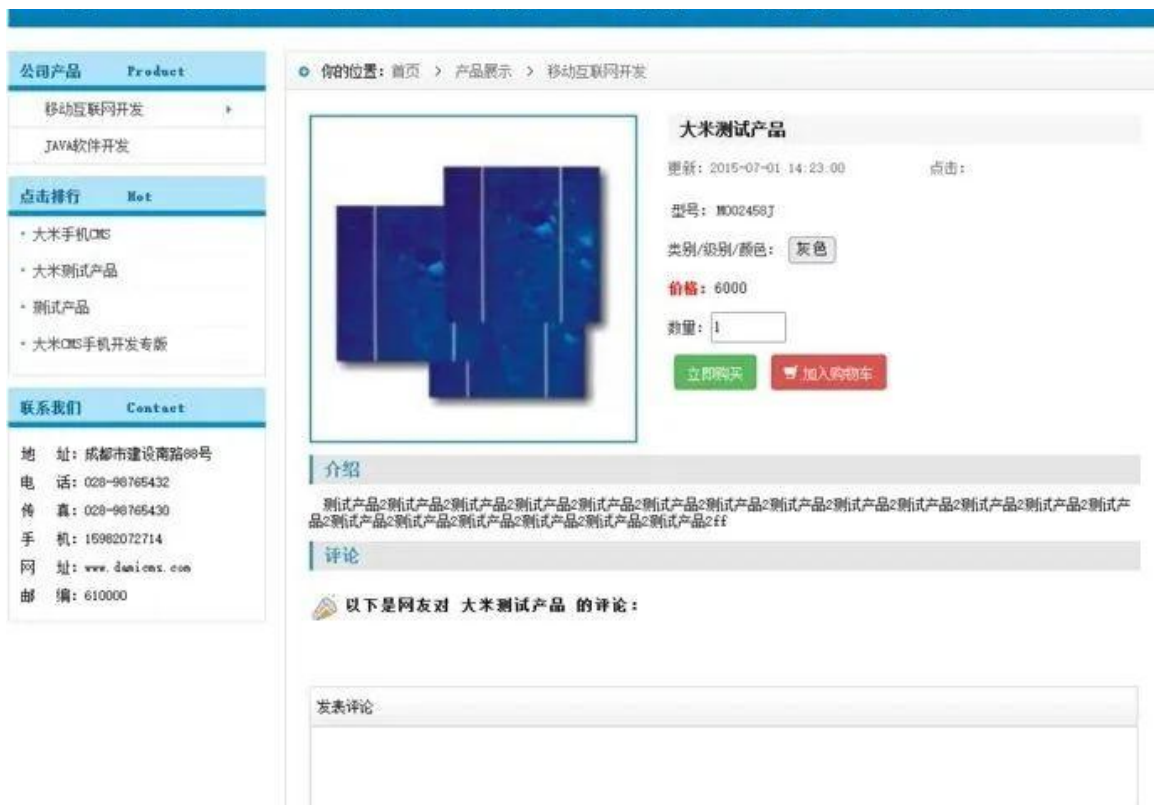 公司产品 Product
移动互联网开发
JAVA软件开发
点击排行 Hot
大米手机CMS
大米测试产品
测试产品
大米CMS手机开发专版
联系我们 Contact
地 址：成都市建设南路88号
电 话：028-98765432
传 真：028-98765430
手 机：15982072714
网 址：www.damicms.com
邮 编：610000
你的位置：首页 > 产品展示 > 移动互联网开发
大米测试产品
更新：2015-07-01 14:23:00 点击：
型号：M002458J
类别/级别/颜色： 灰色
价格：6000
数量：1
立即购买 加入购物车
介绍
测试产品2测试产品2测试产品2测试产品2测试产品2测试产品2测试产品2测试产品2测试产品2测试产品2测试产品2测试产品2测试产
品2测试产品2测试产品2测试产品2测试产品2测试产品2ff
评论
以下是网友对 大米测试产品 的评论：
发表评论